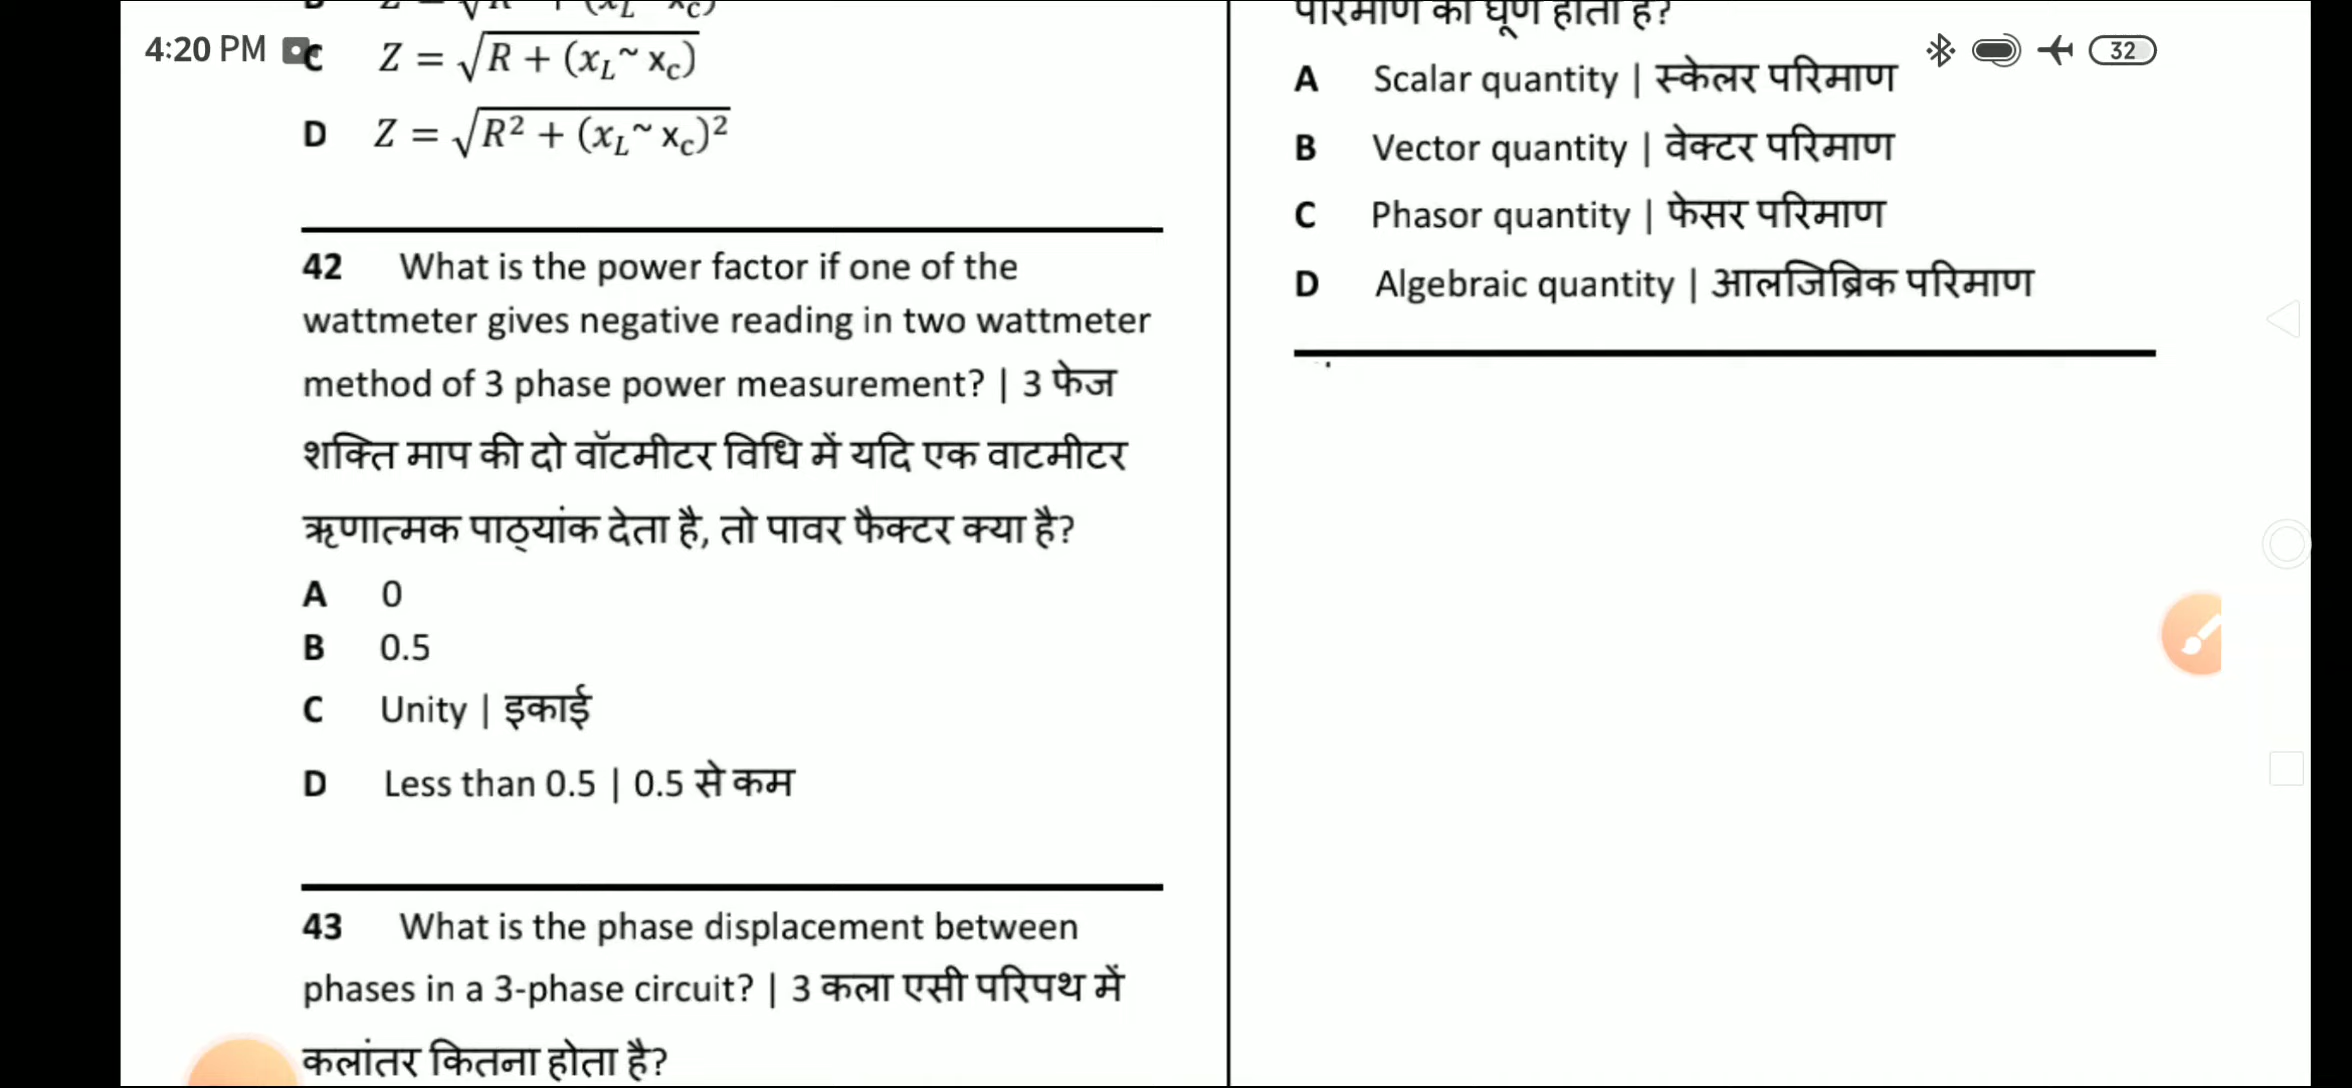 4:20 PM
C Z = √R + (x_L ~ x_c)
D Z = √R² + (x_L ~ x_c)²
42 What is the power factor if one of the
wattmeter gives negative reading in two wattmeter
method of 3 phase power measurement? | 3 फेज
शक्ति माप की दो वॉटमीटर विधि में यदि एक वाटमीटर
ऋणात्मक पाठ्यांक देता है, तो पावर फैक्टर क्या है?
A 0
B 0.5
C Unity | इकाई
D Less than 0.5 | 0.5 से कम
43 What is the phase displacement between
phases in a 3-phase circuit? | 3 कला एसी परिपथ में
कलांतर कितना होता है?
परिमाण का घूर्ण होता है?
32
A Scalar quantity | स्केलर परिमाण
B Vector quantity | वेक्टर परिमाण
C Phasor quantity | फेसर परिमाण
D Algebraic quantity | आलजिब्रिक परिमाण